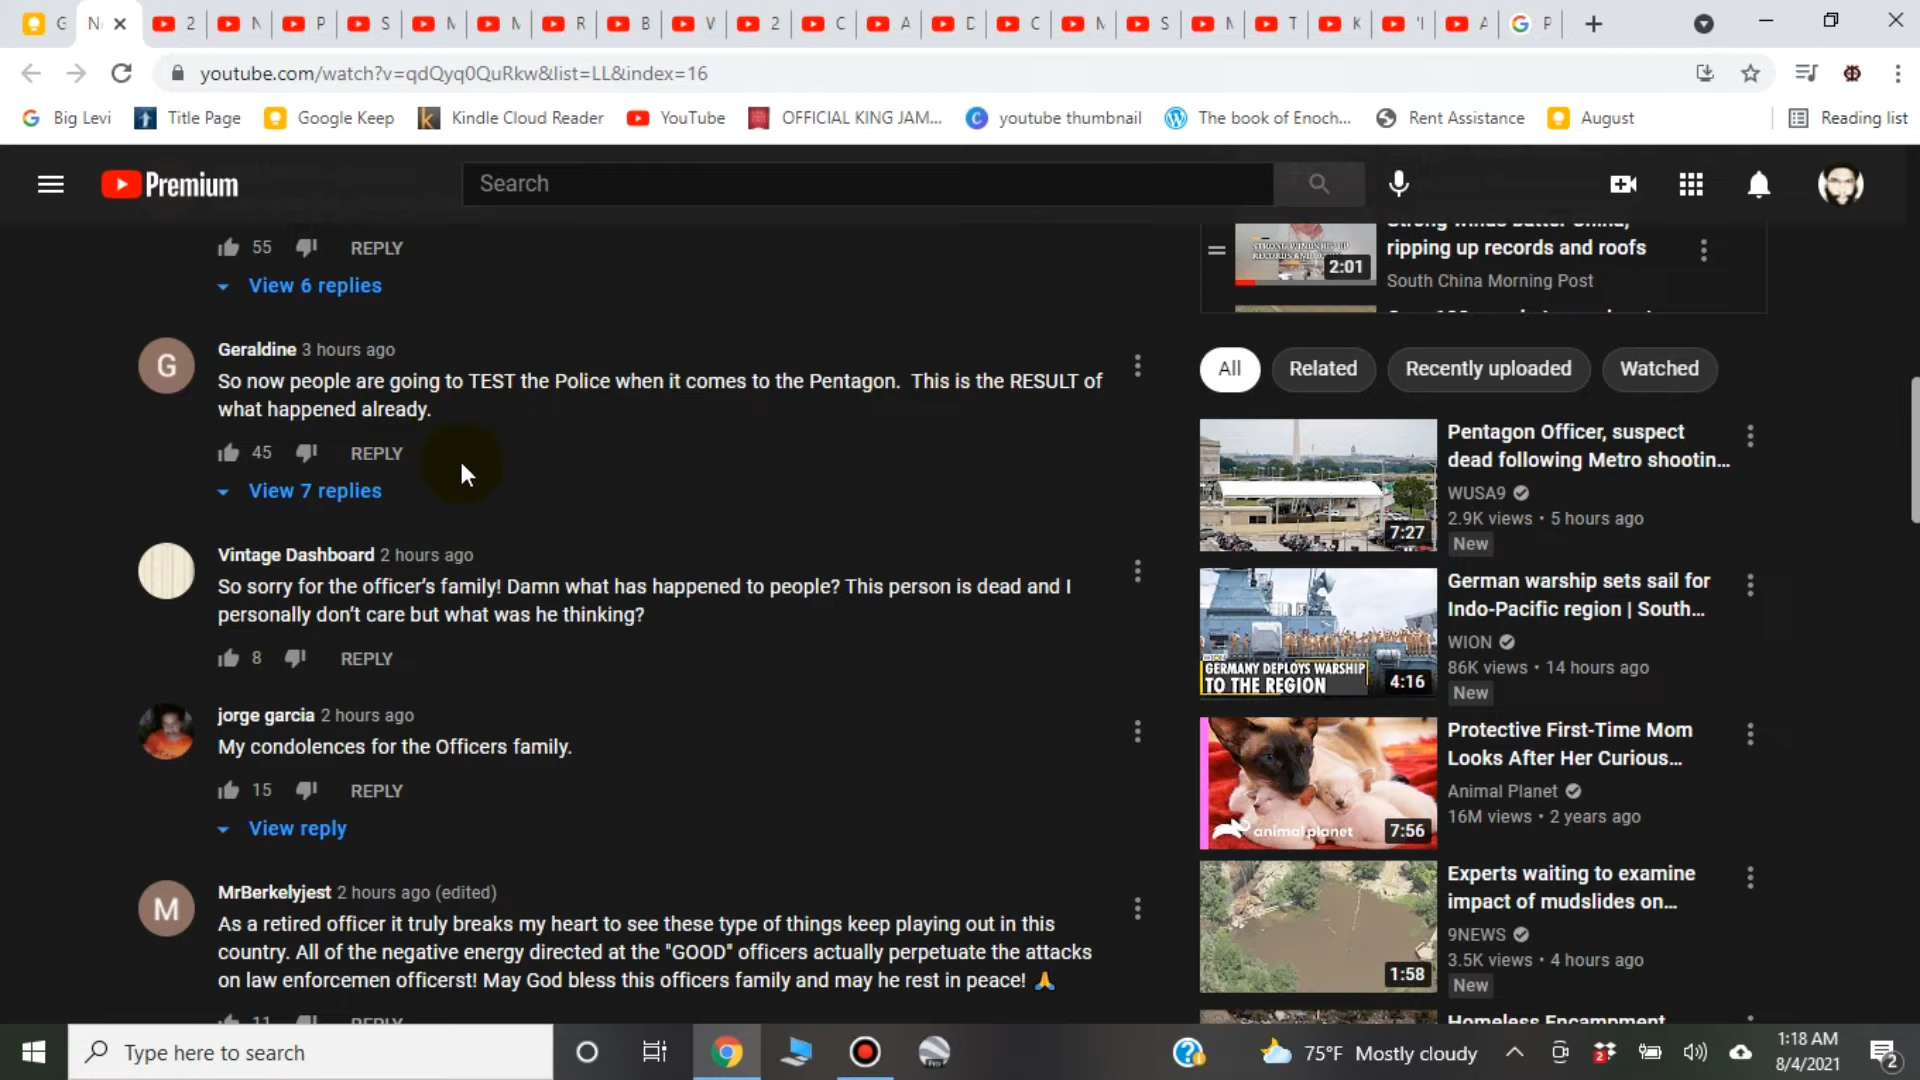 youtube.com/watch?v=qdQyq0QuRkw&list=LL&index=16
Big Levi Title Page Google Keep Kindle Cloud Reader YouTube OFFICIAL KING JAM... youtube thumbnail The book of Enoch... Rent Assistance August Reading list
Premium
Search
55 REPLY
View 6 replies
Geraldine 3 hours ago
So now people are going to TEST the Police when it comes to the Pentagon. This is the RESULT of
what happened already.
45 REPLY
View 7 replies
Vintage Dashboard 2 hours ago
So sorry for the officer's family! Damn what has happened to people? This person is dead and I
personally don't care but what was he thinking?
8 REPLY
jorge garcia 2 hours ago
My condolences for the Officers family.
15 REPLY
View reply
MrBerkelyjest 2 hours ago (edited)
As a retired officer it truly breaks my heart to see these type of things keep playing out in this
country. All of the negative energy directed at the "GOOD" officers actually perpetuate the attacks
on law enforcemen officerst! May God bless this officers family and may he rest in peace! 🙏
11 REPLY
Strong winds batter China,
ripping up records and roofs
South China Morning Post
2:01
All Related Recently uploaded Watched
Pentagon Officer, suspect
dead following Metro shootin...
WUSA9
2.9K views • 5 hours ago
New
7:27
German warship sets sail for
Indo-Pacific region | South...
WION
86K views • 14 hours ago
New
GERMANY DEPLOYS WARSHIP
TO THE REGION
4:16
Protective First-Time Mom
Looks After Her Curious...
Animal Planet
16M views • 2 years ago
animal planet
7:56
Experts waiting to examine
impact of mudslides on...
9NEWS
3.5K views • 4 hours ago
New
1:58
Homeless Encampment
Type here to search
75°F Mostly cloudy
1:18 AM
8/4/2021
2